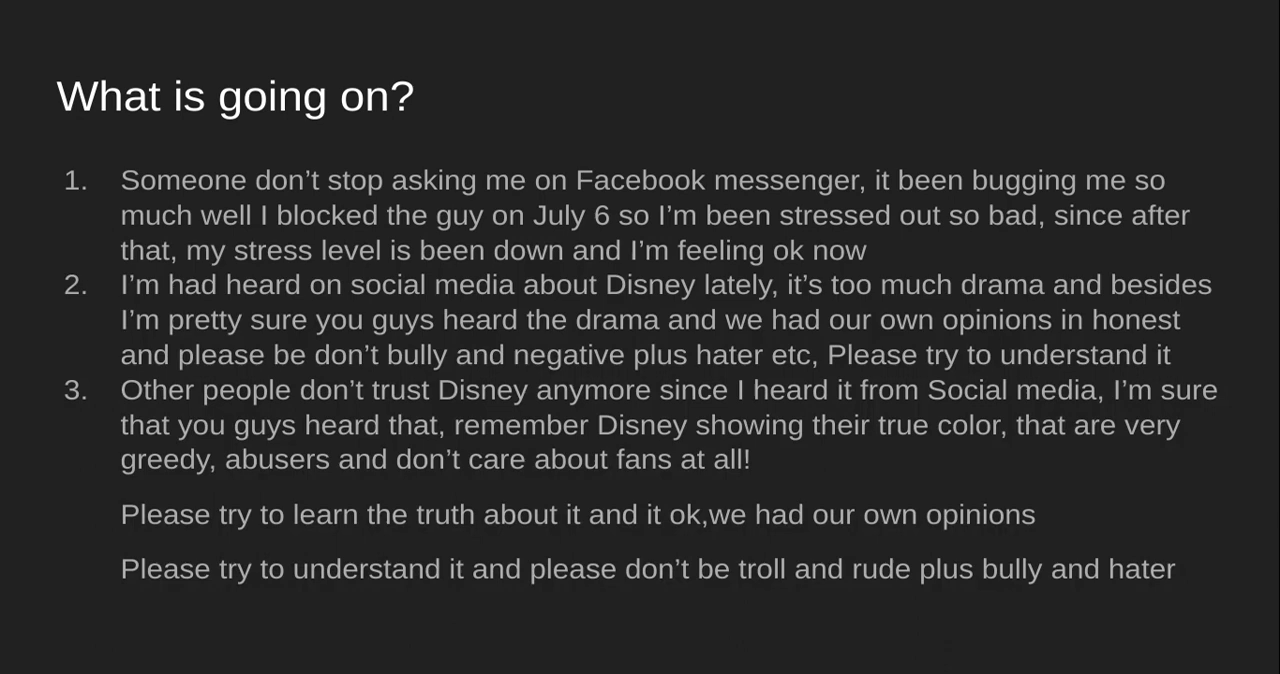 What is going on?
1. Someone don’t stop asking me on Facebook messenger, it been bugging me so
much well I blocked the guy on July 6 so I’m been stressed out so bad, since after
that, my stress level is been down and I’m feeling ok now
2. I’m had heard on social media about Disney lately, it’s too much drama and besides
I’m pretty sure you guys heard the drama and we had our own opinions in honest
and please be don’t bully and negative plus hater etc, Please try to understand it
3. Other people don’t trust Disney anymore since I heard it from Social media, I’m sure
that you guys heard that, remember Disney showing their true color, that are very
greedy, abusers and don’t care about fans at all!
Please try to learn the truth about it and it ok,we had our own opinions
Please try to understand it and please don’t be troll and rude plus bully and hater